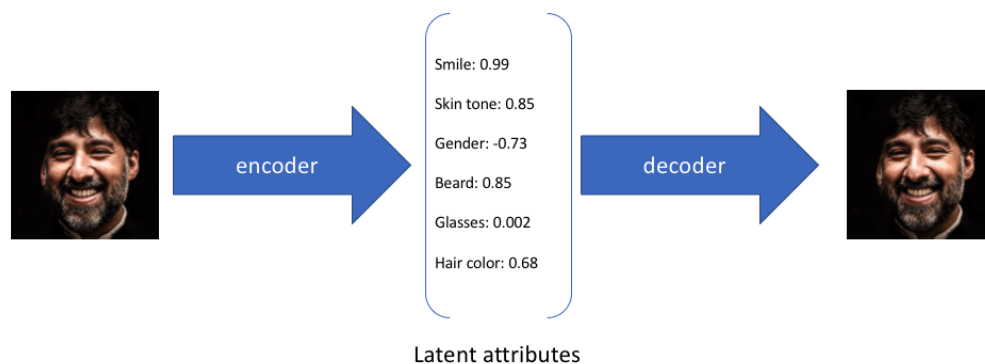 encoder
Smile: 0.99
Skin tone: 0.85
Gender: -0.73
Beard: 0.85
Glasses: 0.002
Hair color: 0.68
decoder
Latent attributes